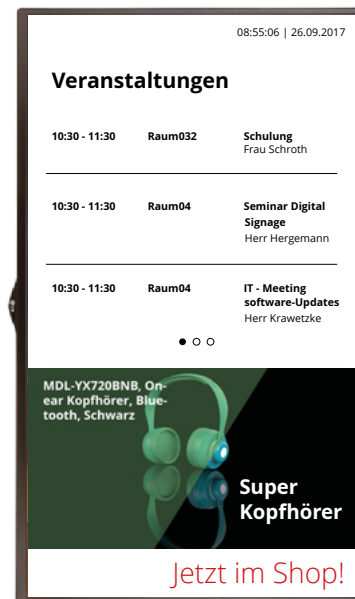 08:55:06 | 26.09.2017
Veranstaltungen
10:30 - 11:30 Raum032 Schulung
Frau Schroth
10:30 - 11:30 Raum04 Seminar Digital
Signage
Herr Hergemann
10:30 - 11:30 Raum04 IT - Meeting
software-Updates
Herr Krawetzke
MDL-YX720BNB, On-
ear Kopfhörer, Blue-
tooth, Schwarz
Super
Kopfhörer
Jetzt im Shop!